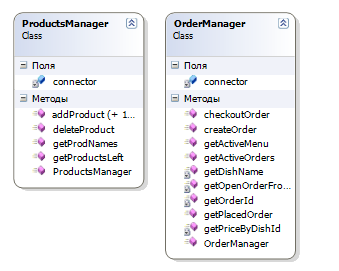 ProductsManager
Class
Поля
connector
Методы
addProduct (+ 1...
deleteProduct
getProdNames
getProductsLeft
ProductsManager
OrderManager
Class
Поля
connector
Методы
checkoutOrder
createOrder
getActiveMenu
getActiveOrders
getDishName
getOpenOrderFro...
getOrderId
getPlacedOrder
getPriceByDishId
OrderManager